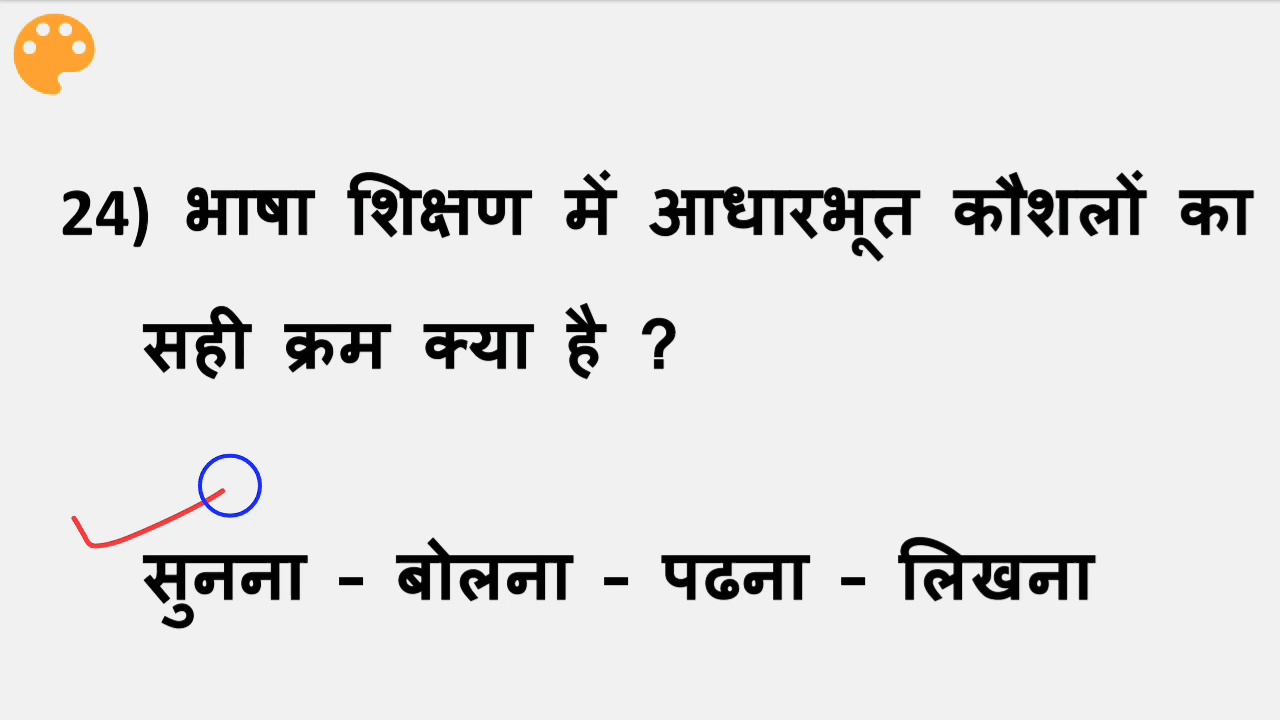 24) भाषा शिक्षण में आधारभूत कौशलों का
सही क्रम क्या है ?
सुनना - बोलना - पढना - लिखना